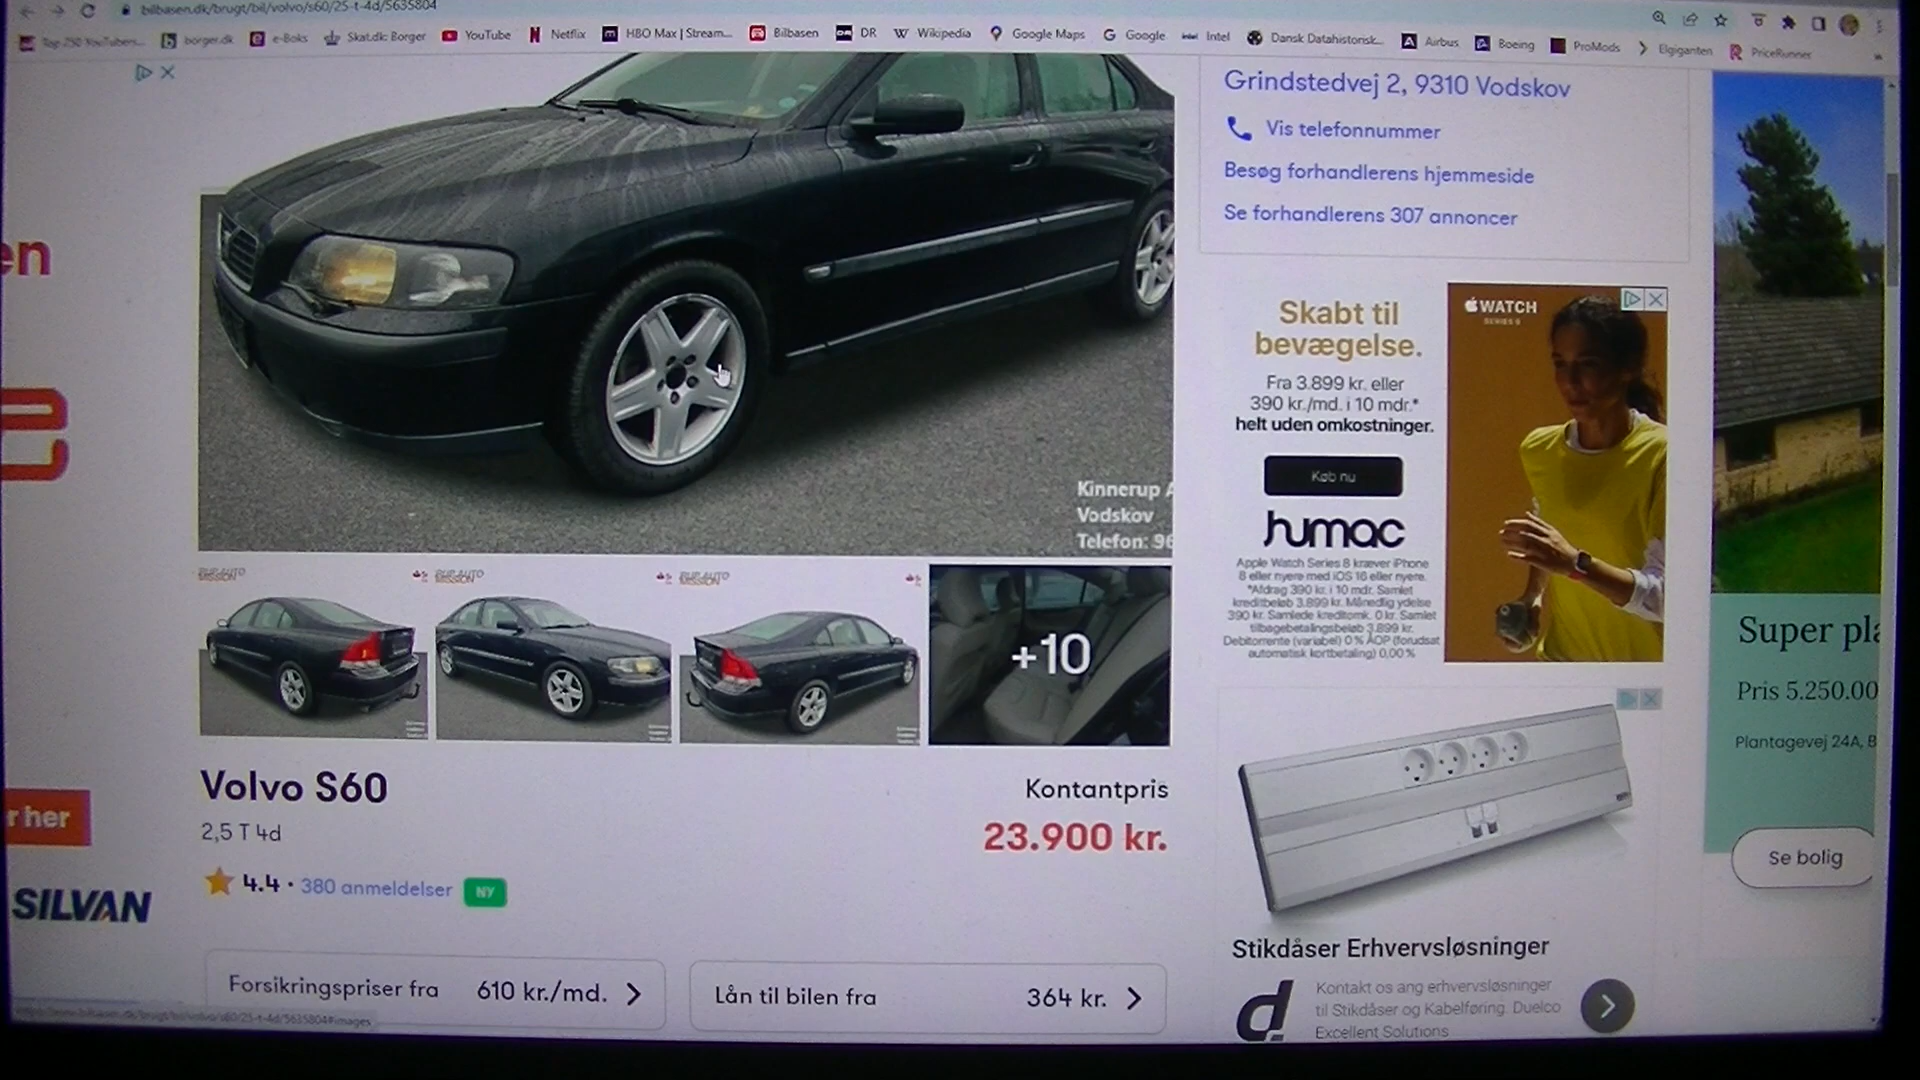 bilbasen.dk/brugt/bil/volvo/s60/25-t-4d/5635804
Top 250 YouTubers...
borger.dk
e-Boks
Skat.dk: Borger
YouTube
Netflix
HBO Max | Stream...
Bilbasen
DR
Wikipedia
Google Maps
Google
Intel
Dansk Datahistorisk...
Airbus
Boeing
ProMods
Elgiganten
PriceRunner
en
r her
SILVAN
Kinnerup A
Vodskov
Telefon: 96
+10
Volvo S60
2,5 T 4d
4.4 • 380 anmeldelser NY
Kontantpris
23.900 kr.
Forsikringspriser fra 610 kr./md.
Lån til bilen fra 364 kr.
Grindstedvej 2, 9310 Vodskov
Vis telefonnummer
Besøg forhandlerens hjemmeside
Se forhandlerens 307 annoncer
Skabt til
bevægelse.
Fra 3.899 kr. eller
390 kr./md. i 10 mdr.*
helt uden omkostninger.
Køb nu
humac
Apple Watch Series 8 kræver iPhone
8 eller nyere med iOS 16 eller nyere.
*Afdrag 390 kr. i 10 mdr. Samlet
kreditbeløb 3.899 kr. Månedlig ydelse
390 kr. Samlede kreditomk. 0 kr. Samlet
tilbagebetalingsbeløb 3.899 kr.
Debitorrente (variabel) 0 % ÅOP (forudsat
automatisk kortbetaling) 0,00 %
WATCH
SERIES 8
Stikdåser Erhvervsløsninger
Kontakt os ang erhvervsløsninger
til Stikdåser og Kabelføring. Duelco
Excellent Solutions
Super pla
Pris 5.250.00
Plantagevej 24A, B
Se bolig